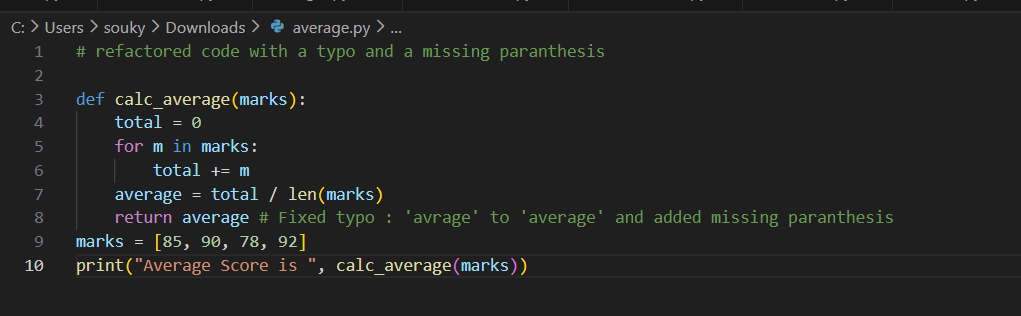 C: > Users > souky > Downloads > average.py > ...
1 # refactored code with a typo and a missing paranthesis
2
3 def calc_average(marks):
4     total = 0
5     for m in marks:
6         total += m
7     average = total / len(marks)
8     return average # Fixed typo : 'avrage' to 'average' and added missing paranthesis
9 marks = [85, 90, 78, 92]
10 print("Average Score is ", calc_average(marks))